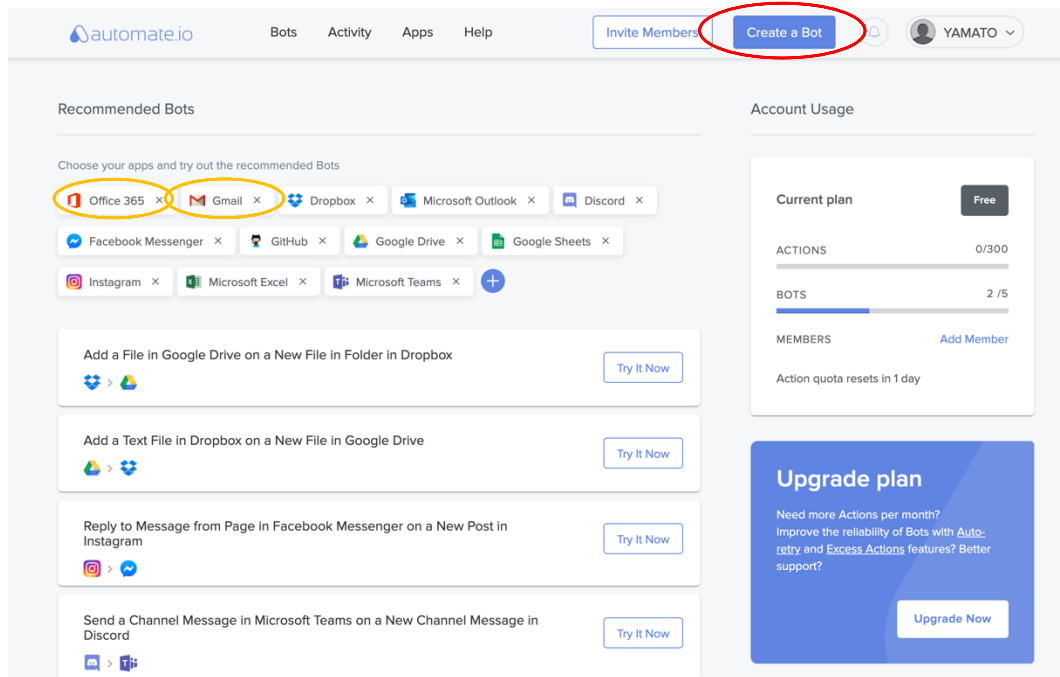 automate.io Bots Activity Apps Help Invite Members Create a Bot YAMATO
Recommended Bots
Choose your apps and try out the recommended Bots
Office 365 × Gmail × Dropbox × Microsoft Outlook × Discord ×
Facebook Messenger × GitHub × Google Drive × Google Sheets ×
Instagram × Microsoft Excel × Microsoft Teams × +
Add a File in Google Drive on a New File in Folder in Dropbox
Try It Now
Add a Text File in Dropbox on a New File in Google Drive
Try It Now
Reply to Message from Page in Facebook Messenger on a New Post in
Instagram
Try It Now
Send a Channel Message in Microsoft Teams on a New Channel Message in
Discord
Try It Now
Account Usage
Current plan Free
ACTIONS 0/300
BOTS 2 /5
MEMBERS Add Member
Action quota resets in 1 day
Upgrade plan
Need more Actions per month?
Improve the reliability of Bots with Auto-
retry and Excess Actions features? Better
support?
Upgrade Now